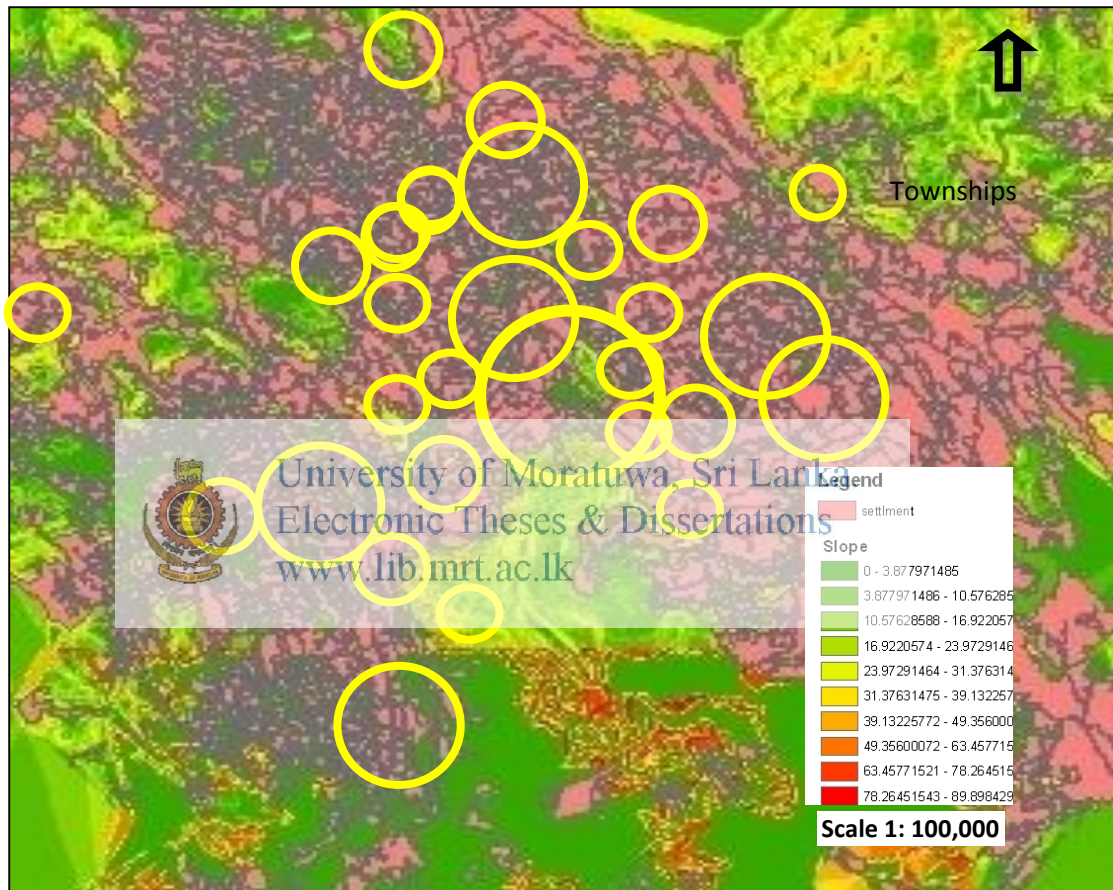 Townships
University of Moratuwa, Sri Lanka
Electronic Theses & Dissertations
www.lib.mrt.ac.lk
Legend
settlment
Slope
0 - 3.877971485
3.877971486 - 10.576285
10.57628588 - 16.922057
16.9220574 - 23.9729146
23.97291464 - 31.376314
31.37631475 - 39.132257
39.13225772 - 49.356000
49.35600072 - 63.457715
63.45771521 - 78.264515
78.26451543 - 89.898429
Scale 1: 100,000